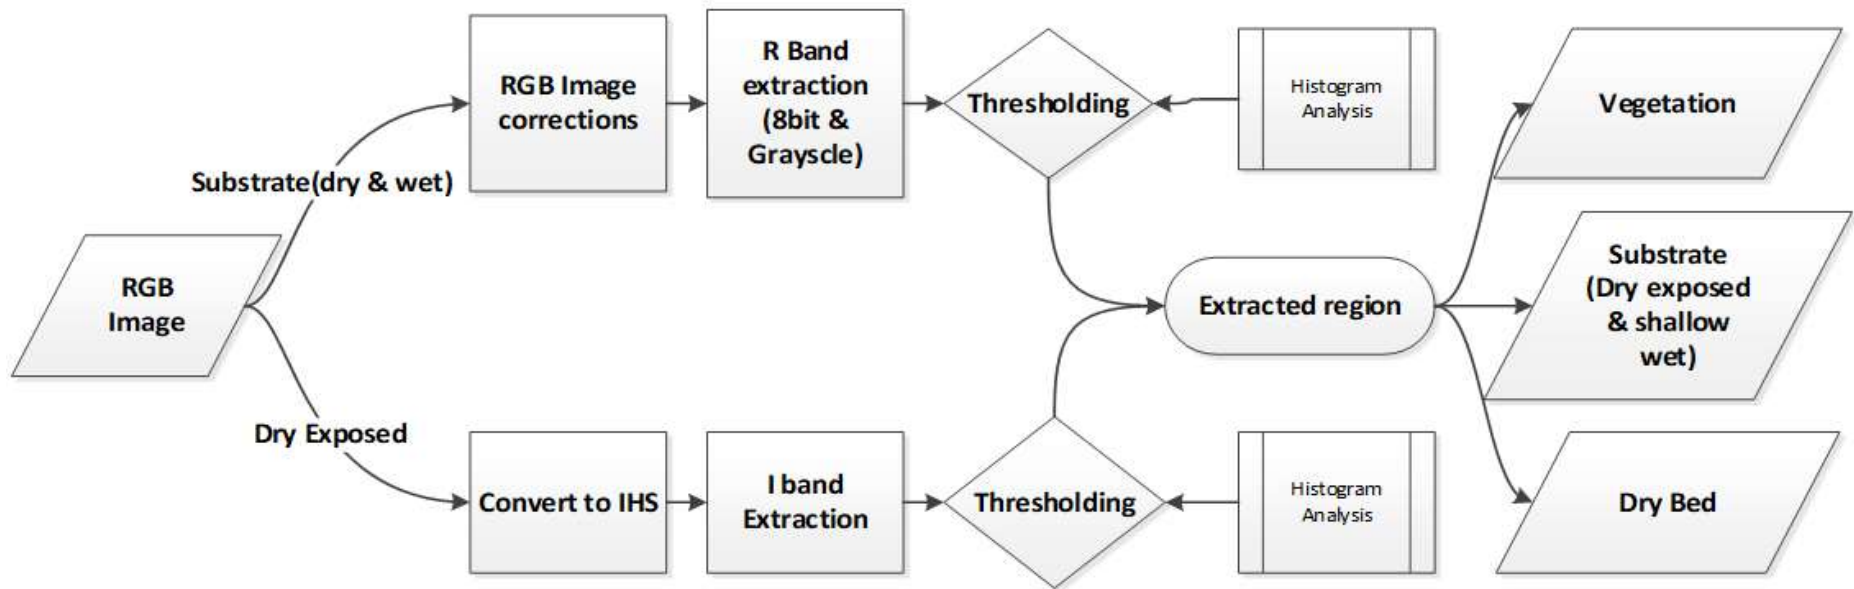 RGB Image
corrections
R Band
extraction
(8bit &
Grayscle)
Thresholding
Histogram
Analysis
Vegetation
Substrate(dry & wet)
RGB
Image
Extracted region
Substrate
(Dry exposed
& shallow
wet)
Dry Exposed
Convert to IHS
I band
Extraction
Thresholding
Histogram
Analysis
Dry Bed